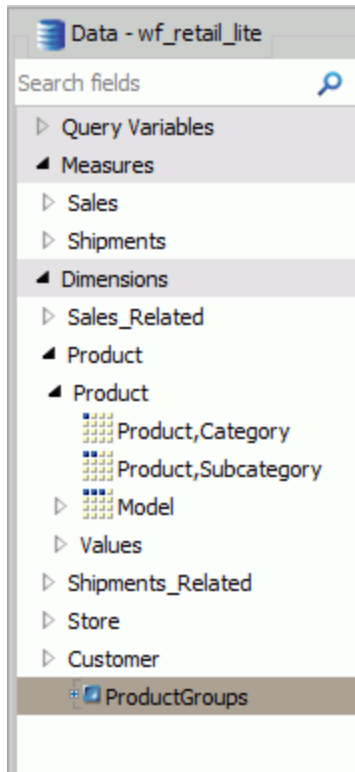 Data - wf_retail_lite
Search fields
Query Variables
Measures
Sales
Shipments
Dimensions
Sales_Related
Product
Product
Product,Category
Product,Subcategory
Model
Values
Shipments_Related
Store
Customer
ProductGroups